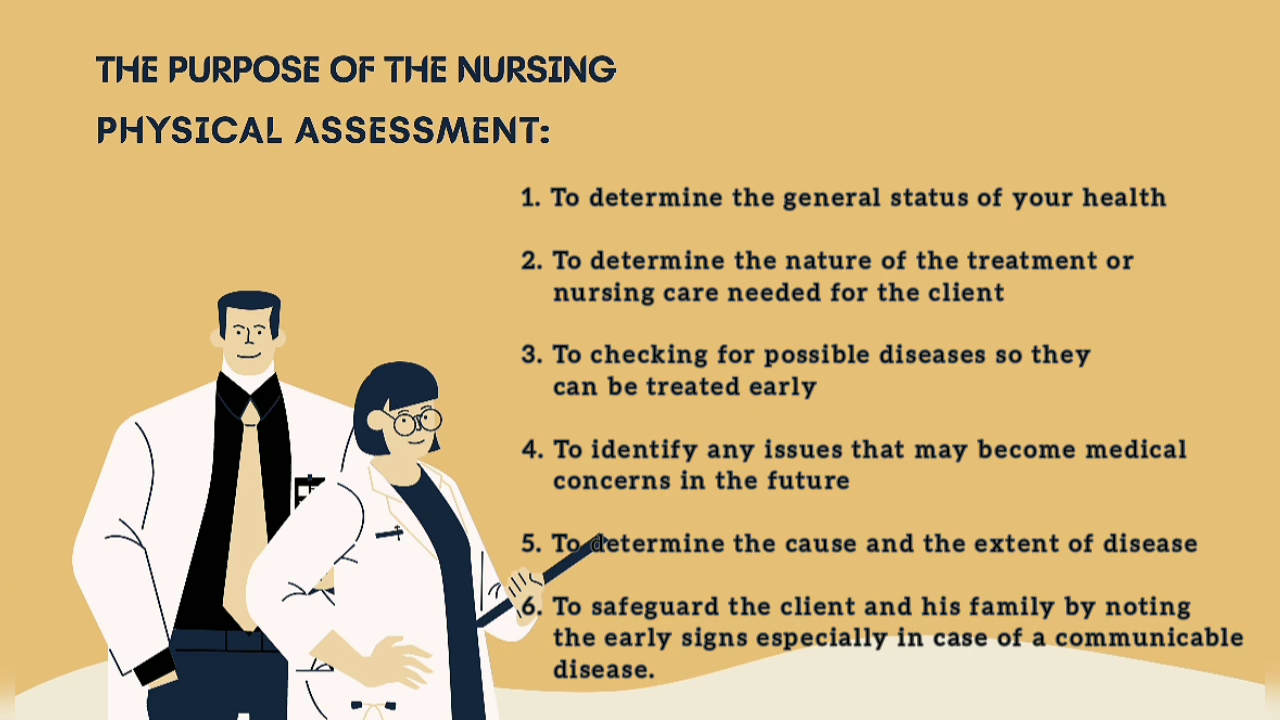 THE PURPOSE OF THE NURSING
PHYSICAL ASSESSMENT:
1. To determine the general status of your health
2. To determine the nature of the treatment or
nursing care needed for the client
3. To checking for possible diseases so they
can be treated early
4. To identify any issues that may become medical
concerns in the future
5. To determine the cause and the extent of disease
6. To safeguard the client and his family by noting
the early signs especially in case of a communicable
disease.